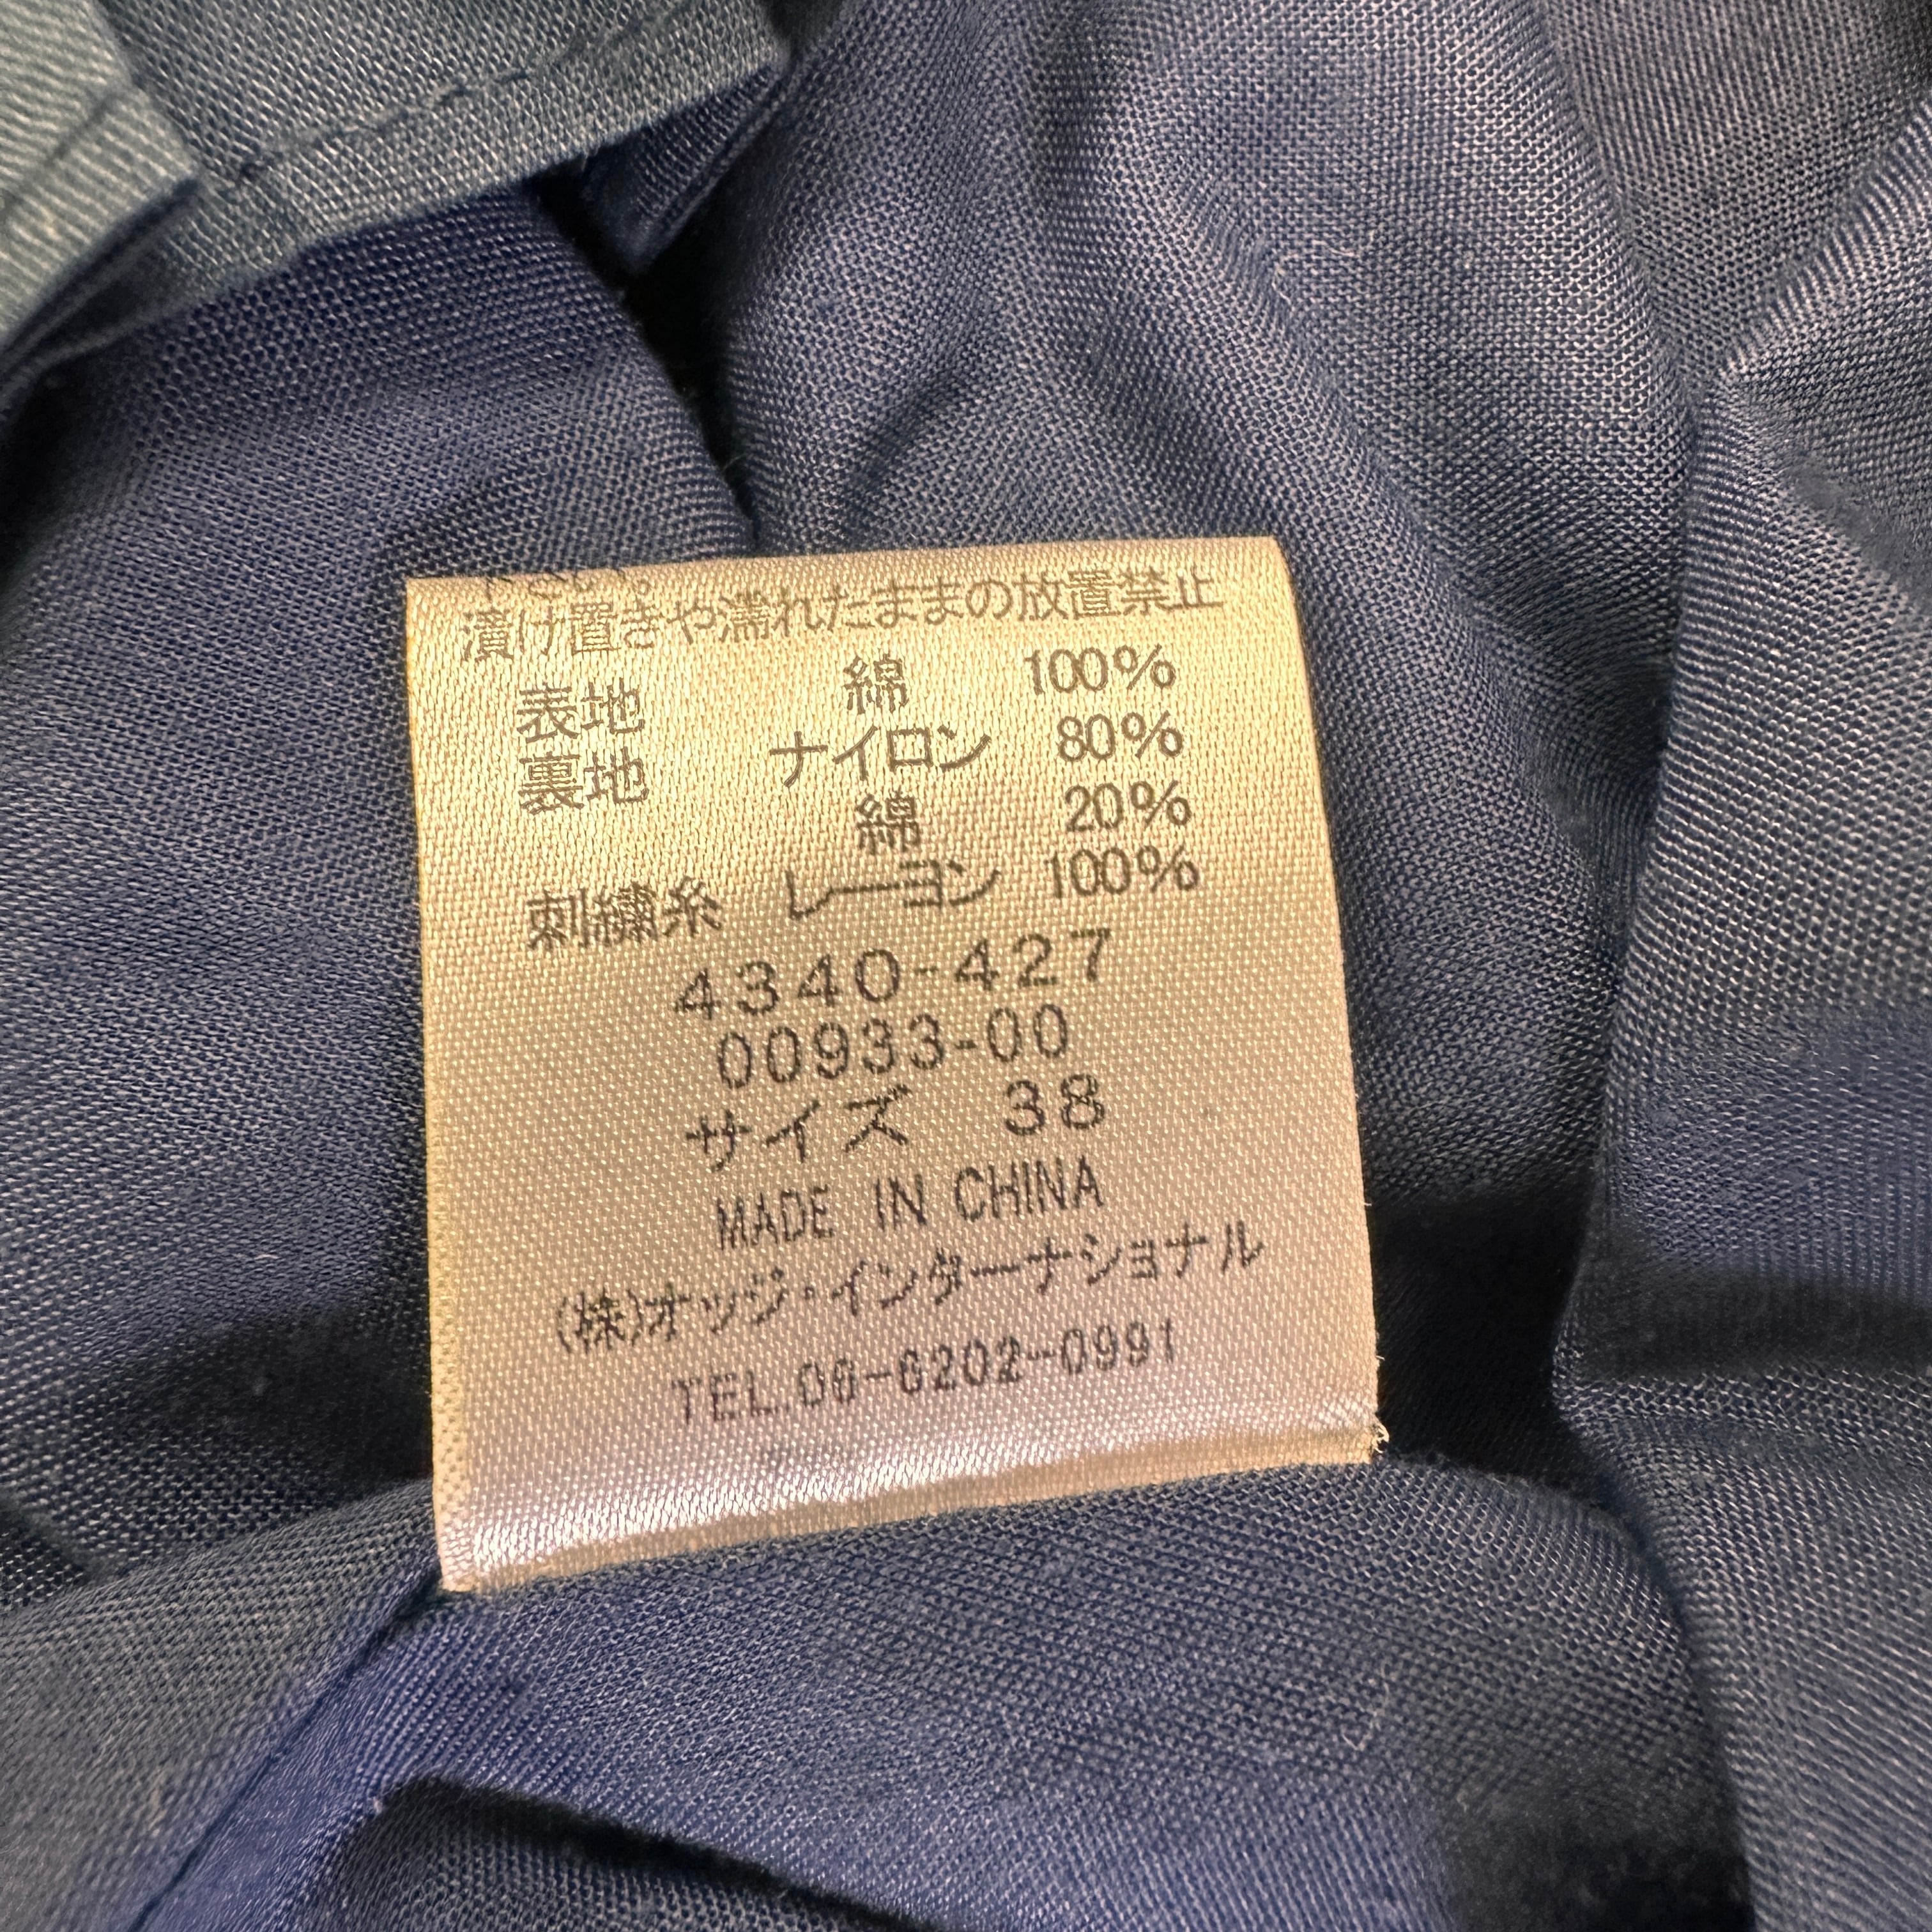 漬け置きや濡れたままの放置禁止
表地 綿 100%
裏地 ナイロン 80%
綿 20%
刺繍糸 レーヨン 100%
4340-427
00933-00
サイズ 38
MADE IN CHINA
(株)オッジ・インターナショナル
TEL.06-6202-0991